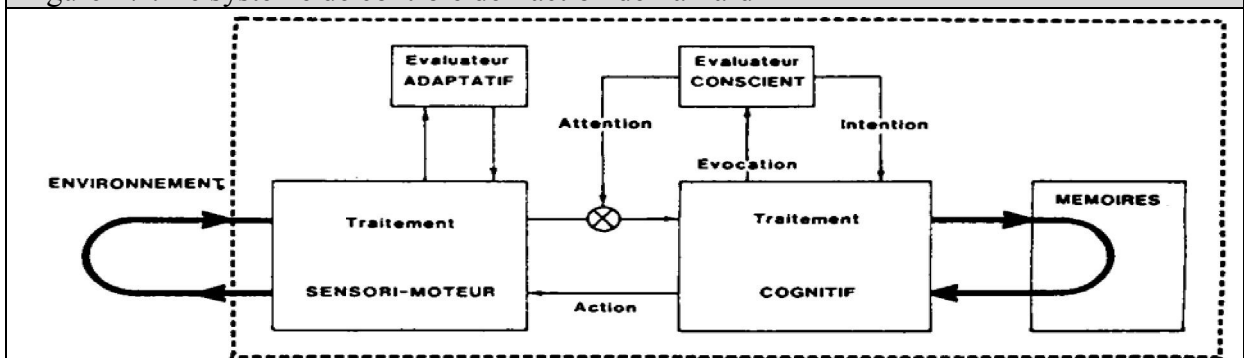 Evaluateur
ADAPTATIF
Evaluateur
CONSCIENT
Attention
Intention
Evocation
ENVIRONNEMENT
Traitement
SENSORI-MOTEUR
Action
Traitement
COGNITIF
MEMOIRES